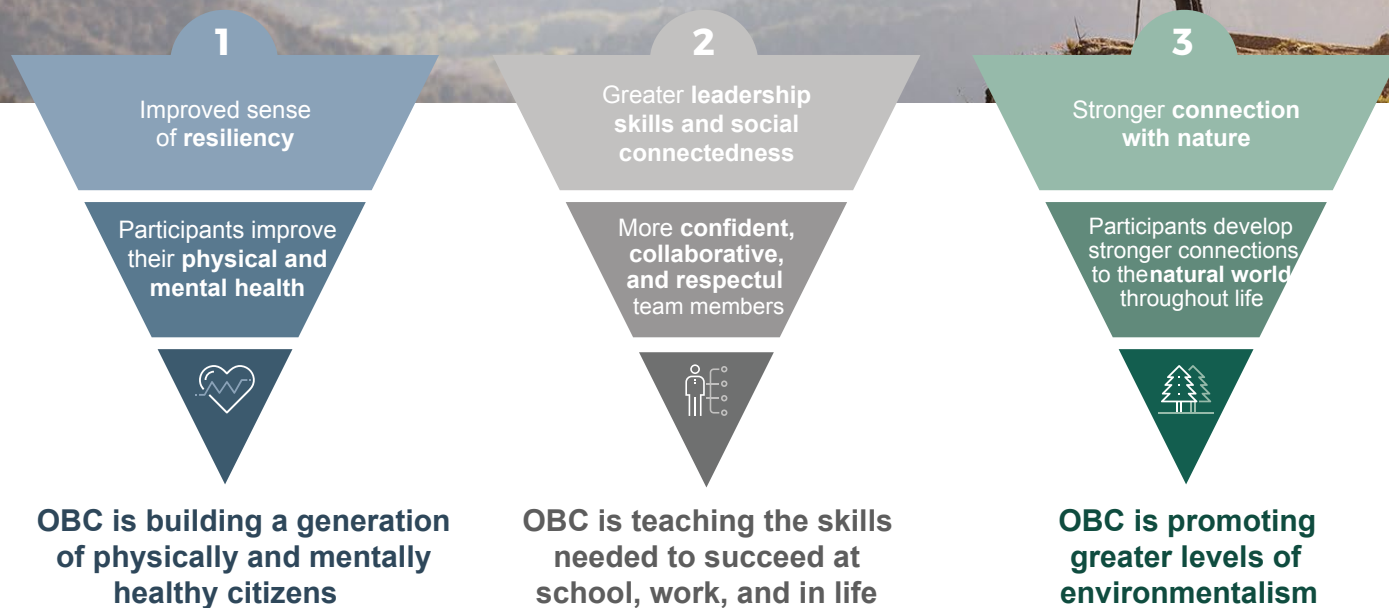 1
Improved sense
of resiliency
Participants improve
their physical and
mental health
OBC is building a generation
of physically and mentally
healthy citizens
2
Greater leadership
skills and social
connectedness
More confident,
collaborative,
and respectul
team members
OBC is teaching the skills
needed to succeed at
school, work, and in life
3
Stronger connection
with nature
Participants develop
stronger connections
to thenatural world
throughout life
OBC is promoting
greater levels of
environmentalism